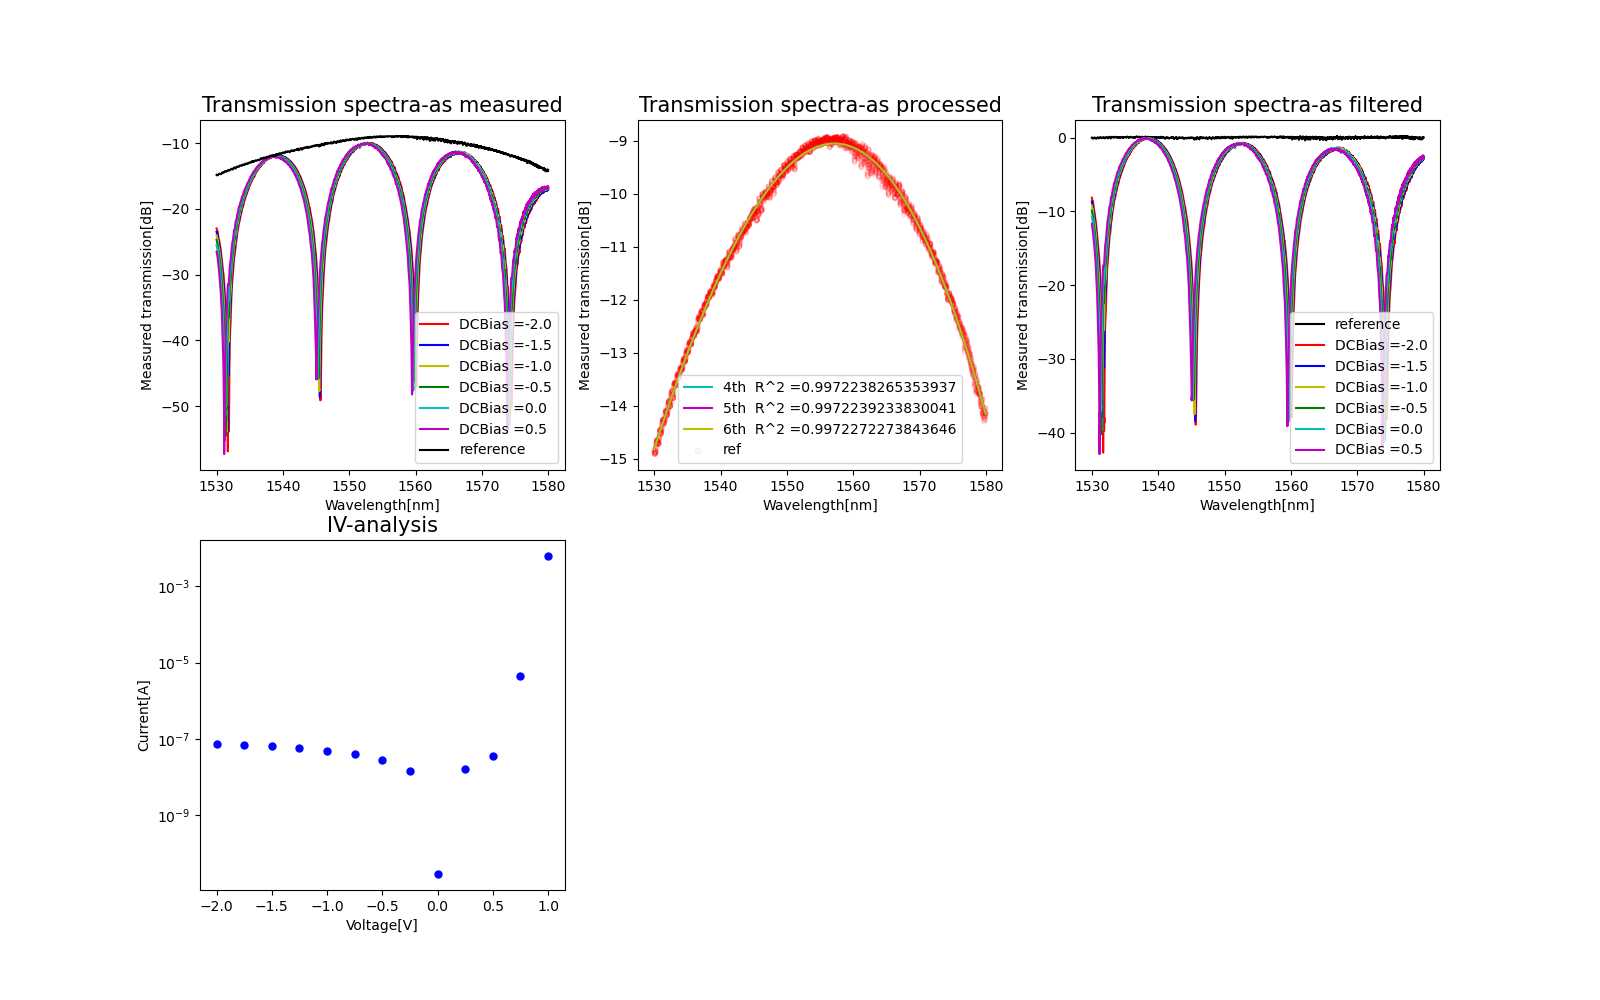 Transmission spectra-as measured
Measured transmission[dB]
−10
−20
−30
−40
−50
DCBias =-2.0
DCBias =-1.5
DCBias =-1.0
DCBias =-0.5
DCBias =0.0
DCBias =0.5
reference
1530 1540 1550 1560 1570 1580
Wavelength[nm]
Transmission spectra-as processed
Measured transmission[dB]
−9
−10
−11
−12
−13
−14
−15
4th R^2 =0.9972238265353937
5th R^2 =0.9972239233830041
6th R^2 =0.9972272273843646
ref
1530 1540 1550 1560 1570 1580
Wavelength[nm]
Transmission spectra-as filtered
Measured transmission[dB]
0
−10
−20
−30
−40
reference
DCBias =-2.0
DCBias =-1.5
DCBias =-1.0
DCBias =-0.5
DCBias =0.0
DCBias =0.5
1530 1540 1550 1560 1570 1580
Wavelength[nm]
IV-analysis
Current[A]
10⁻³
10⁻⁵
10⁻⁷
10⁻⁹
−2.0 −1.5 −1.0 −0.5 0.0 0.5 1.0
Voltage[V]